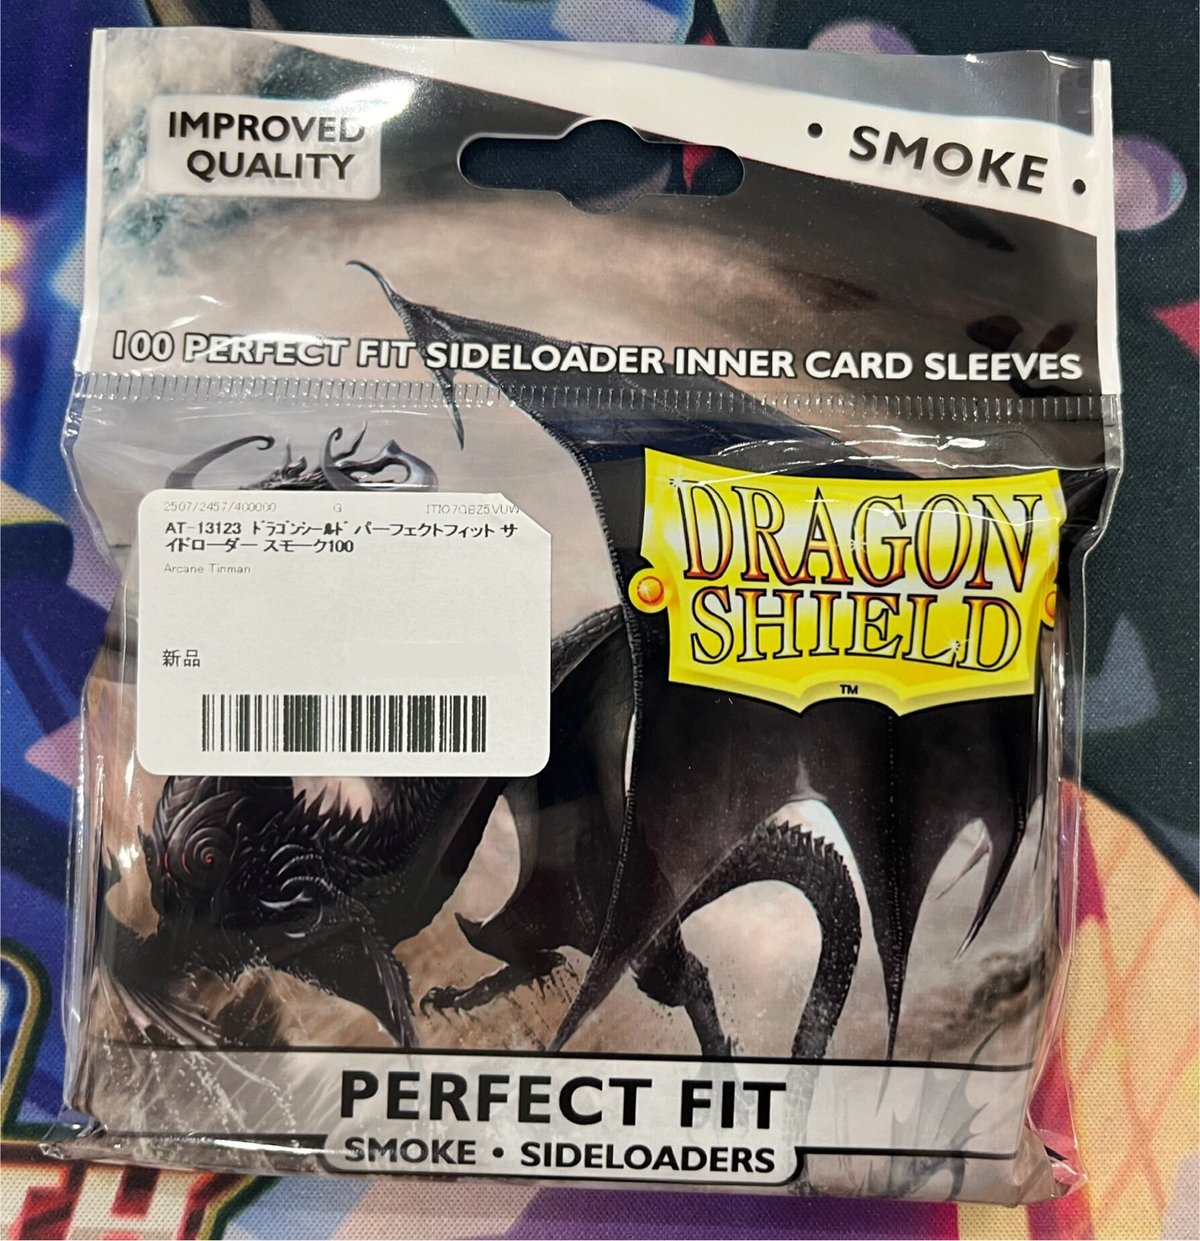 IMPROVED
QUALITY
• SMOKE •
100 PERFECT FIT SIDELOADER INNER CARD SLEEVES
DRAGON
SHIELD
TM
2507/2457/400000 G IT107GBZ5VUW
AT-13123 ドラゴンシールド パーフェクトフィット サ
イドローダー スモーク100
Arcane Tinman
新品
PERFECT FIT
SMOKE • SIDELOADERS
TH